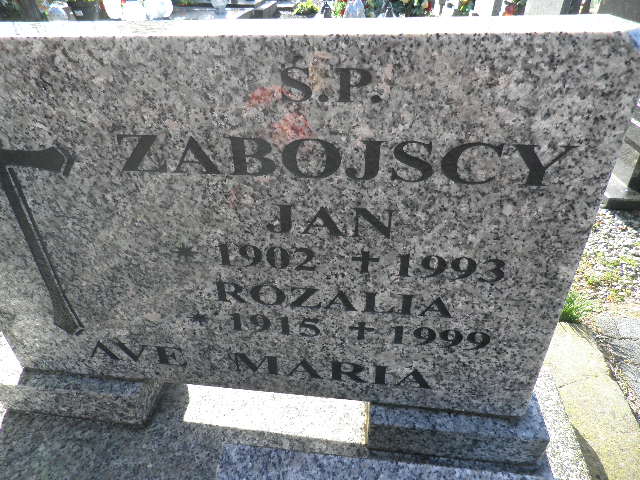 Ś.P.
ZABOJSCY
JAN
* 1902 + 1993
ROZALIA
* 1915 + 1999
AVE MARIA